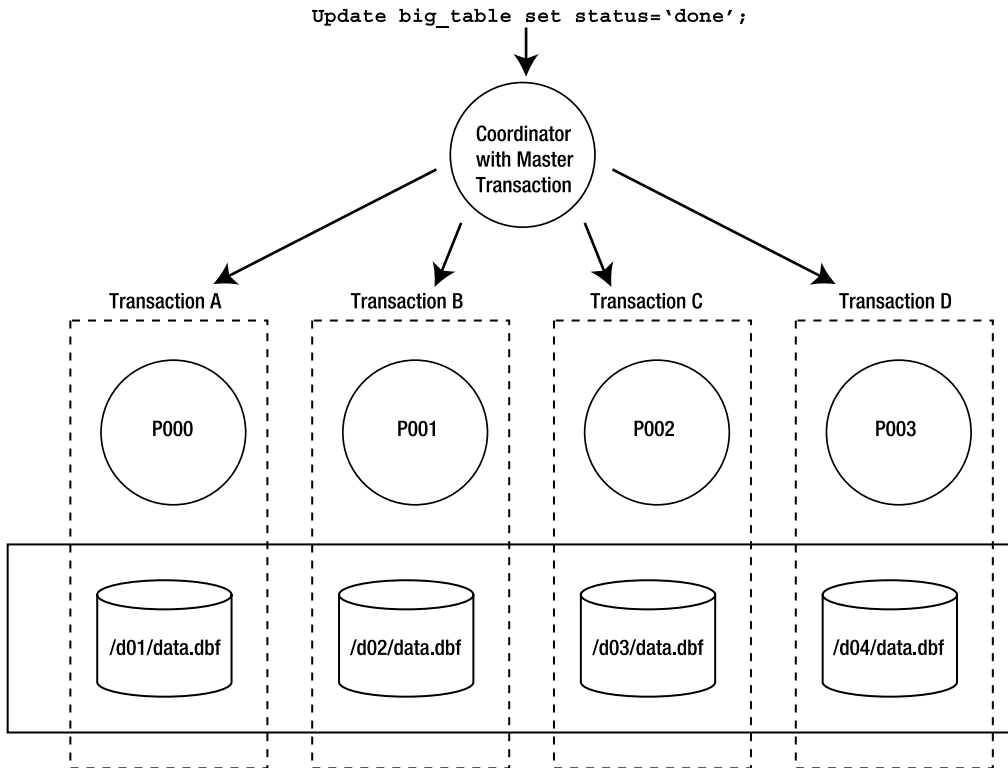 Update big_table set status=‘done’;
Coordinator
with Master
Transaction
Transaction A
Transaction B
Transaction C
Transaction D
P000
P001
P002
P003
/d01/data.dbf
/d02/data.dbf
/d03/data.dbf
/d04/data.dbf